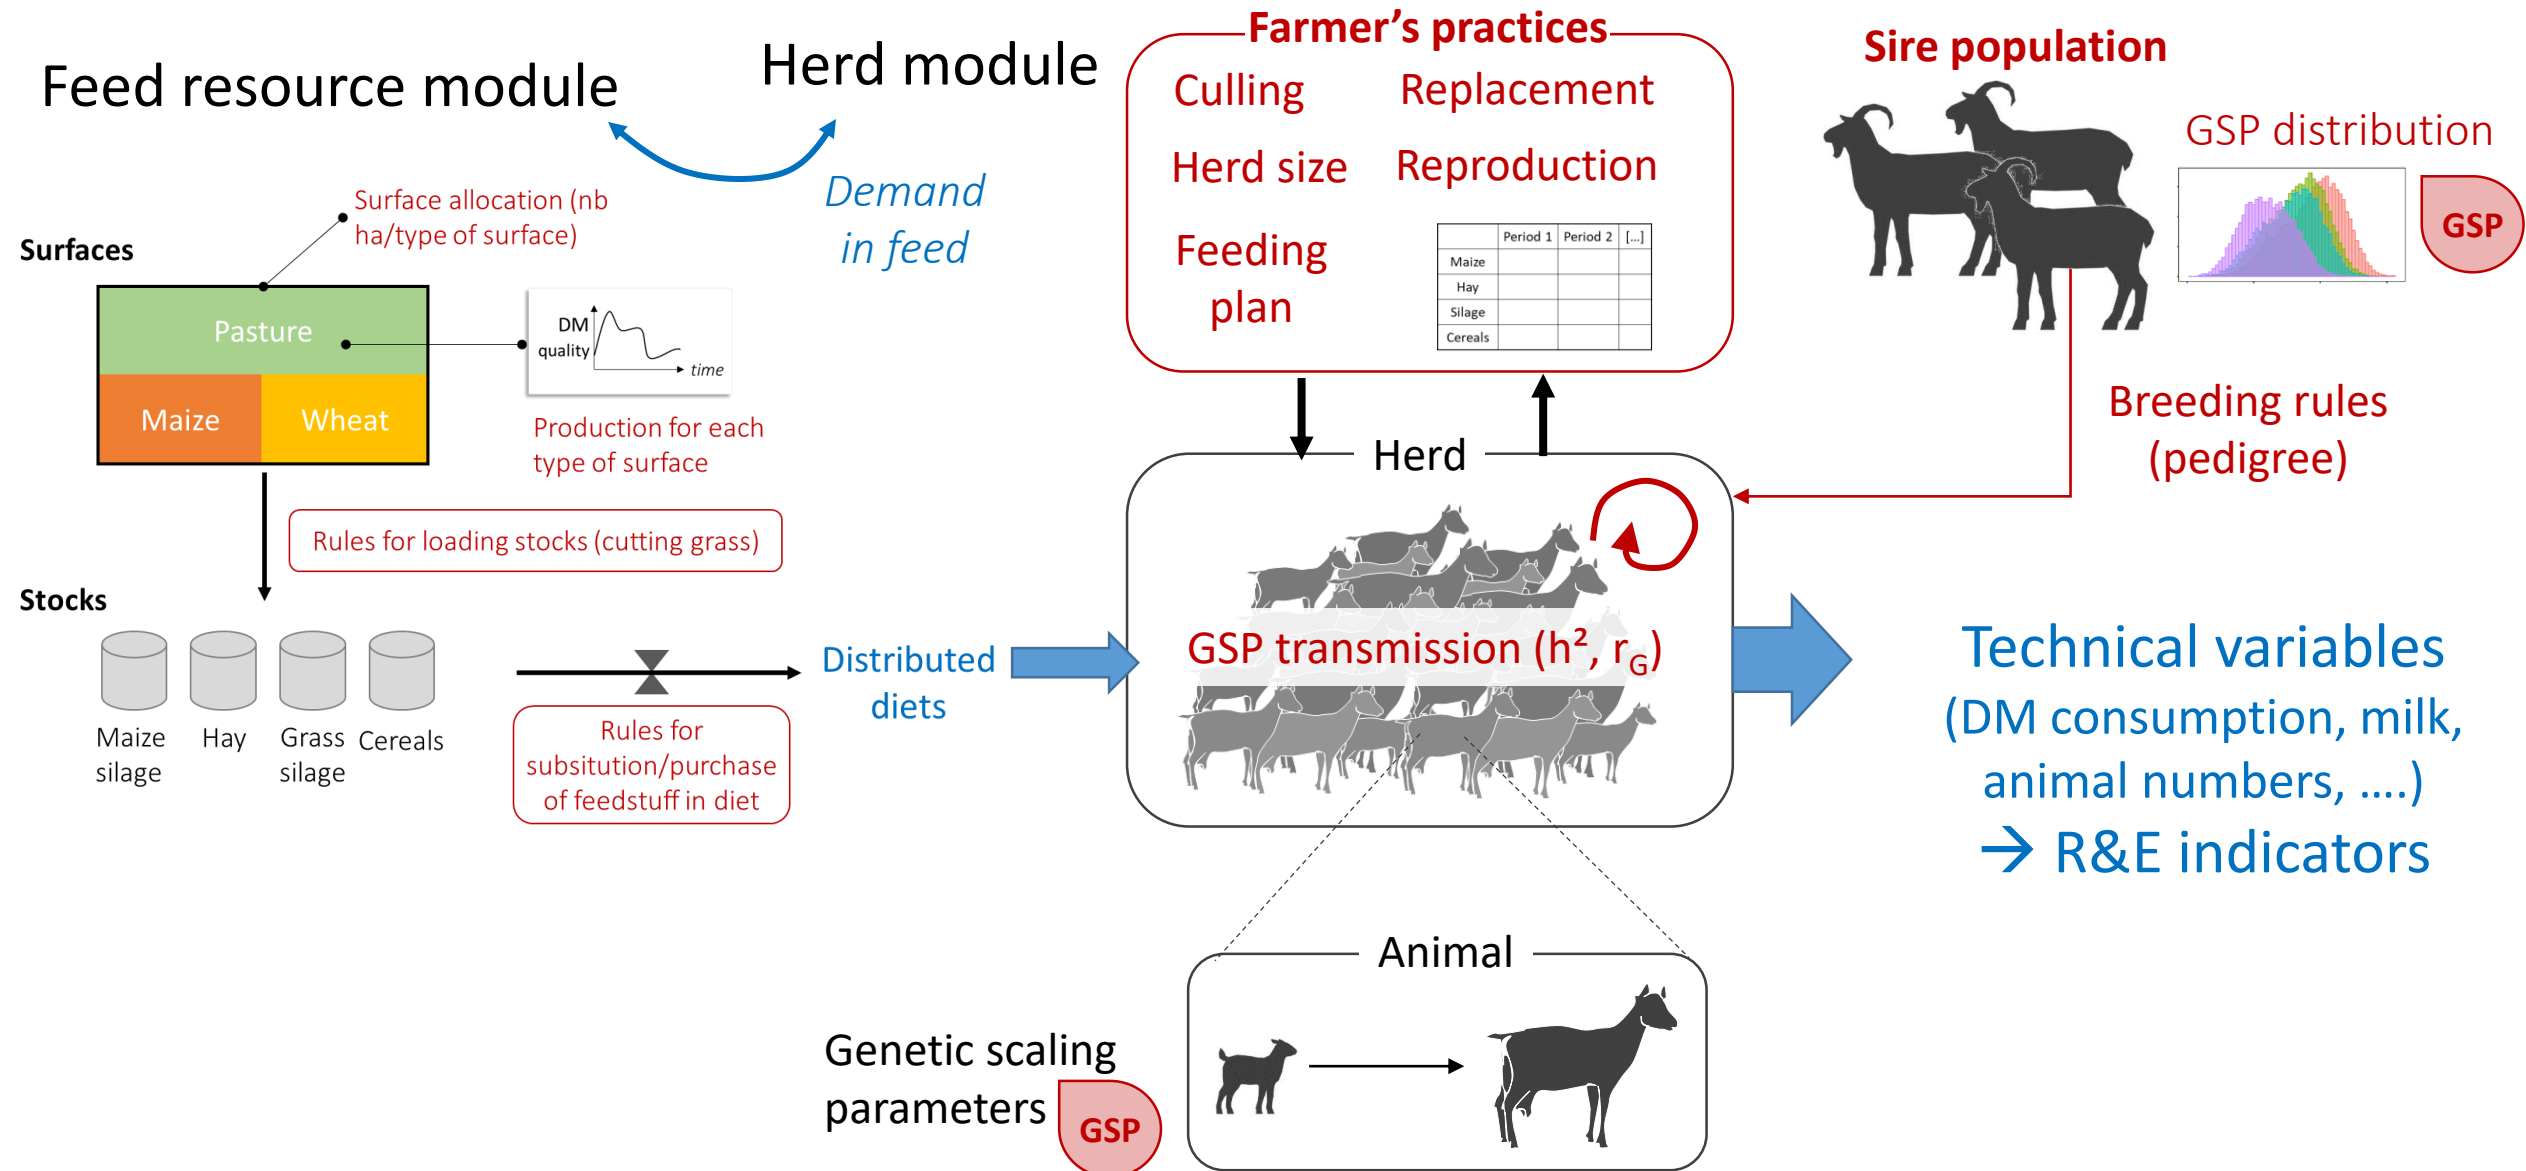 Feed resource module
Herd module
Demand
in feed
Surfaces
Surface allocation (nb
ha/type of surface)
Pasture
Maize
Wheat
DM
quality
time
Production for each
type of surface
Rules for loading stocks (cutting grass)
Stocks
Maize
silage
Hay
Grass
silage
Cereals
Rules for
subsitution/purchase
of feedstuff in diet
Distributed
diets
Farmer's practices
Culling
Replacement
Herd size
Reproduction
Feeding
plan
Period 1 Period 2 [...]
Maize
Hay
Silage
Cereals
Sire population
GSP distribution
GSP
Breeding rules
(pedigree)
Herd
GSP transmission (h², rG)
Technical variables
(DM consumption, milk,
animal numbers, ....)
→ R&E indicators
Animal
Genetic scaling
parameters
GSP